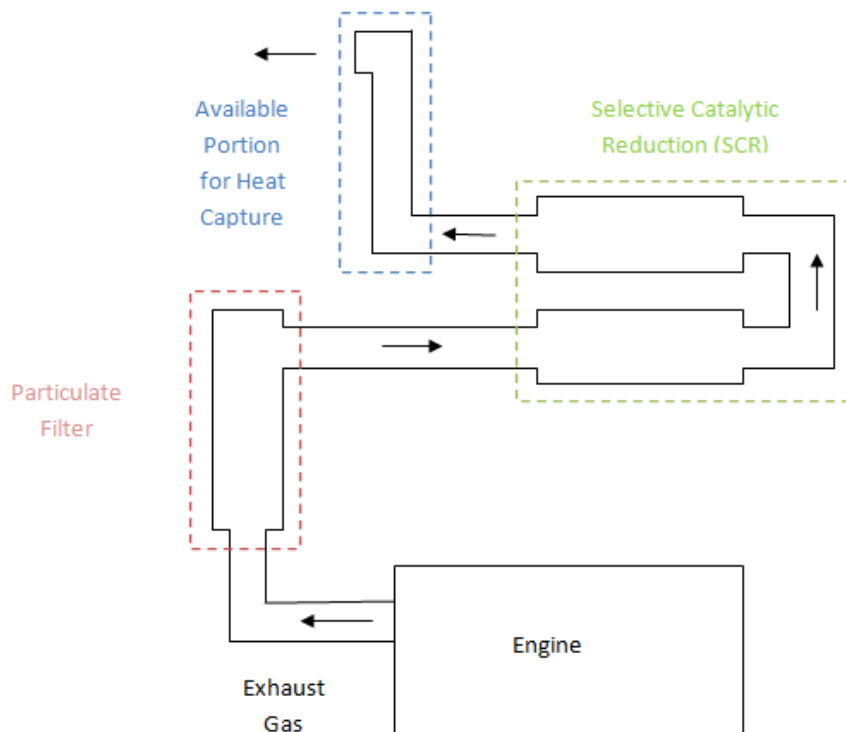 Available
Portion
for Heat
Capture
Selective Catalytic
Reduction (SCR)
Particulate
Filter
Engine
Exhaust
Gas